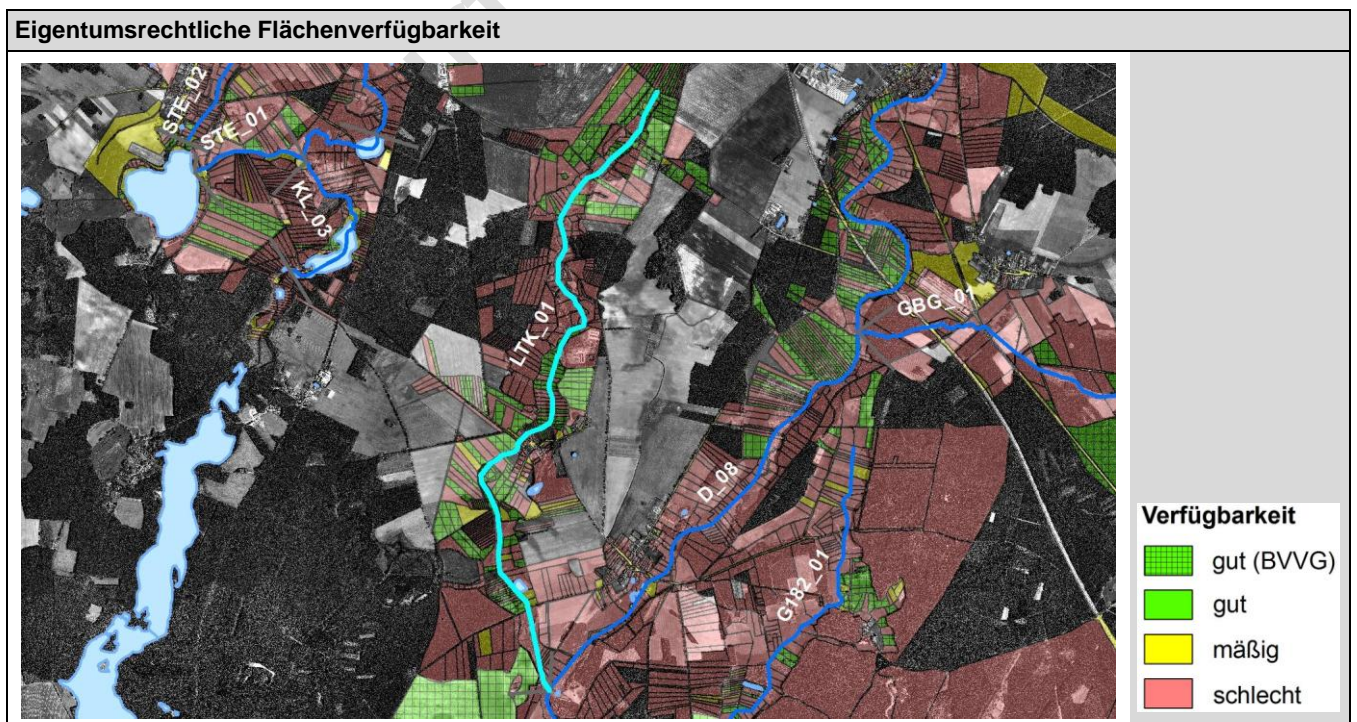 Eigentumsrechtliche Flächenverfügbarkeit
STE_02
STE_01
KL_03
LTK_01
GBG_01
D_08
G182_01
Verfügbarkeit
gut (BVVG)
gut
mäßig
schlecht